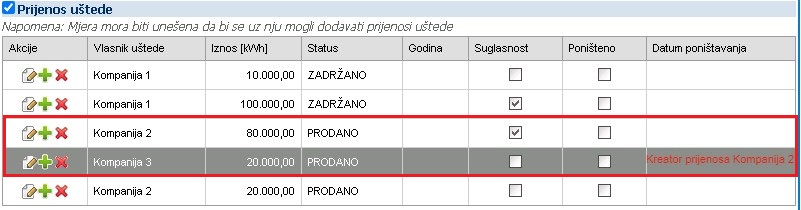 Prijenos uštede
Napomena: Mjera mora biti unešena da bi se uz nju mogli dodavati prijenosi uštede
Akcije Vlasnik uštede Iznos [kWh] Status Godina Suglasnost Poništeno Datum poništavanja
Kompanija 1 10.000,00 ZADRŽANO
Kompanija 1 100.000,00 ZADRŽANO
Kompanija 2 80.000,00 PRODANO
Kompanija 3 20.000,00 PRODANO Kreator prijenosa Kompanija 2
Kompanija 2 20.000,00 PRODANO